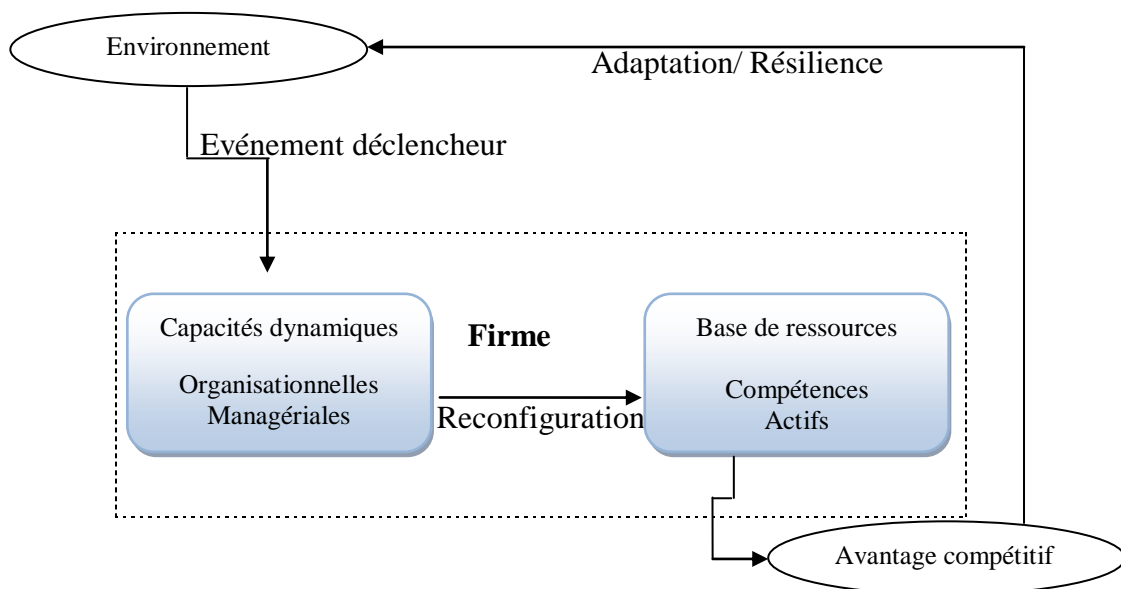 Environnement
Adaptation/ Résilience
Evénement déclencheur
Capacités dynamiques
Organisationnelles
Managériales
Firme
Reconfiguration
Base de ressources
Compétences
Actifs
Avantage compétitif